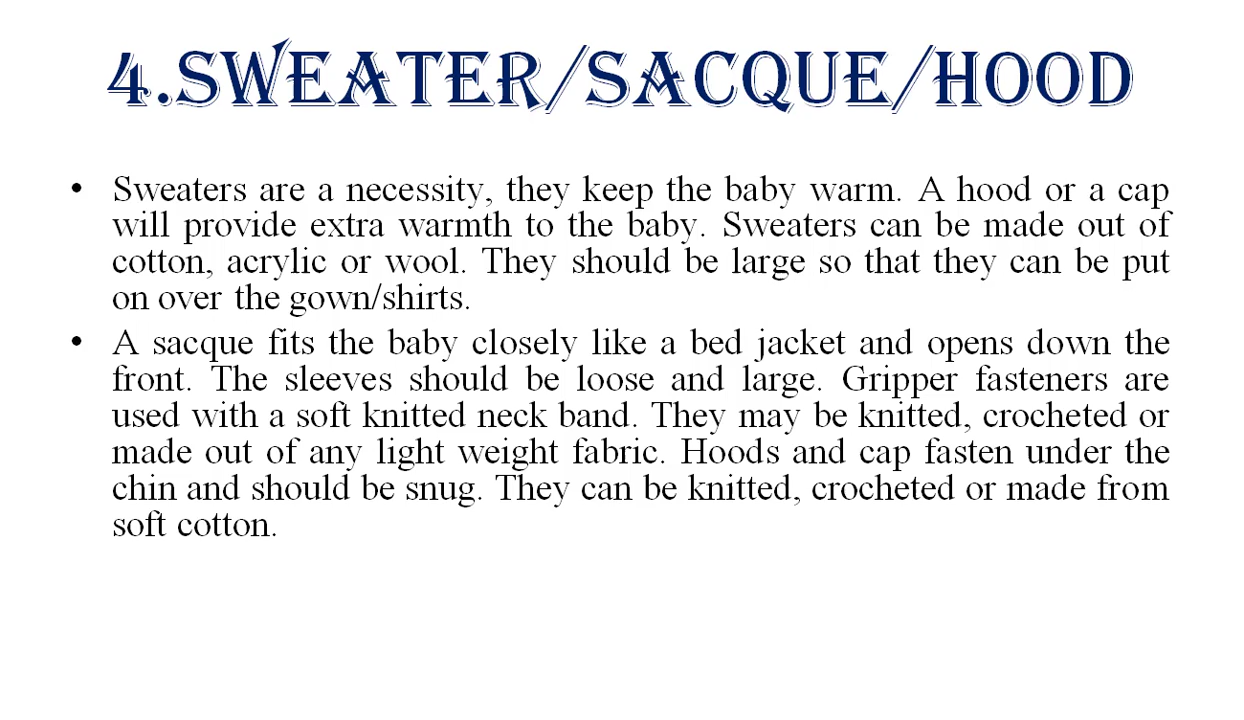 4.SWEATER/SACQUE/HOOD
• Sweaters are a necessity, they keep the baby warm. A hood or a cap
will provide extra warmth to the baby. Sweaters can be made out of
cotton, acrylic or wool. They should be large so that they can be put
on over the gown/shirts.
• A sacque fits the baby closely like a bed jacket and opens down the
front. The sleeves should be loose and large. Gripper fasteners are
used with a soft knitted neck band. They may be knitted, crocheted or
made out of any light weight fabric. Hoods and cap fasten under the
chin and should be snug. They can be knitted, crocheted or made from
soft cotton.